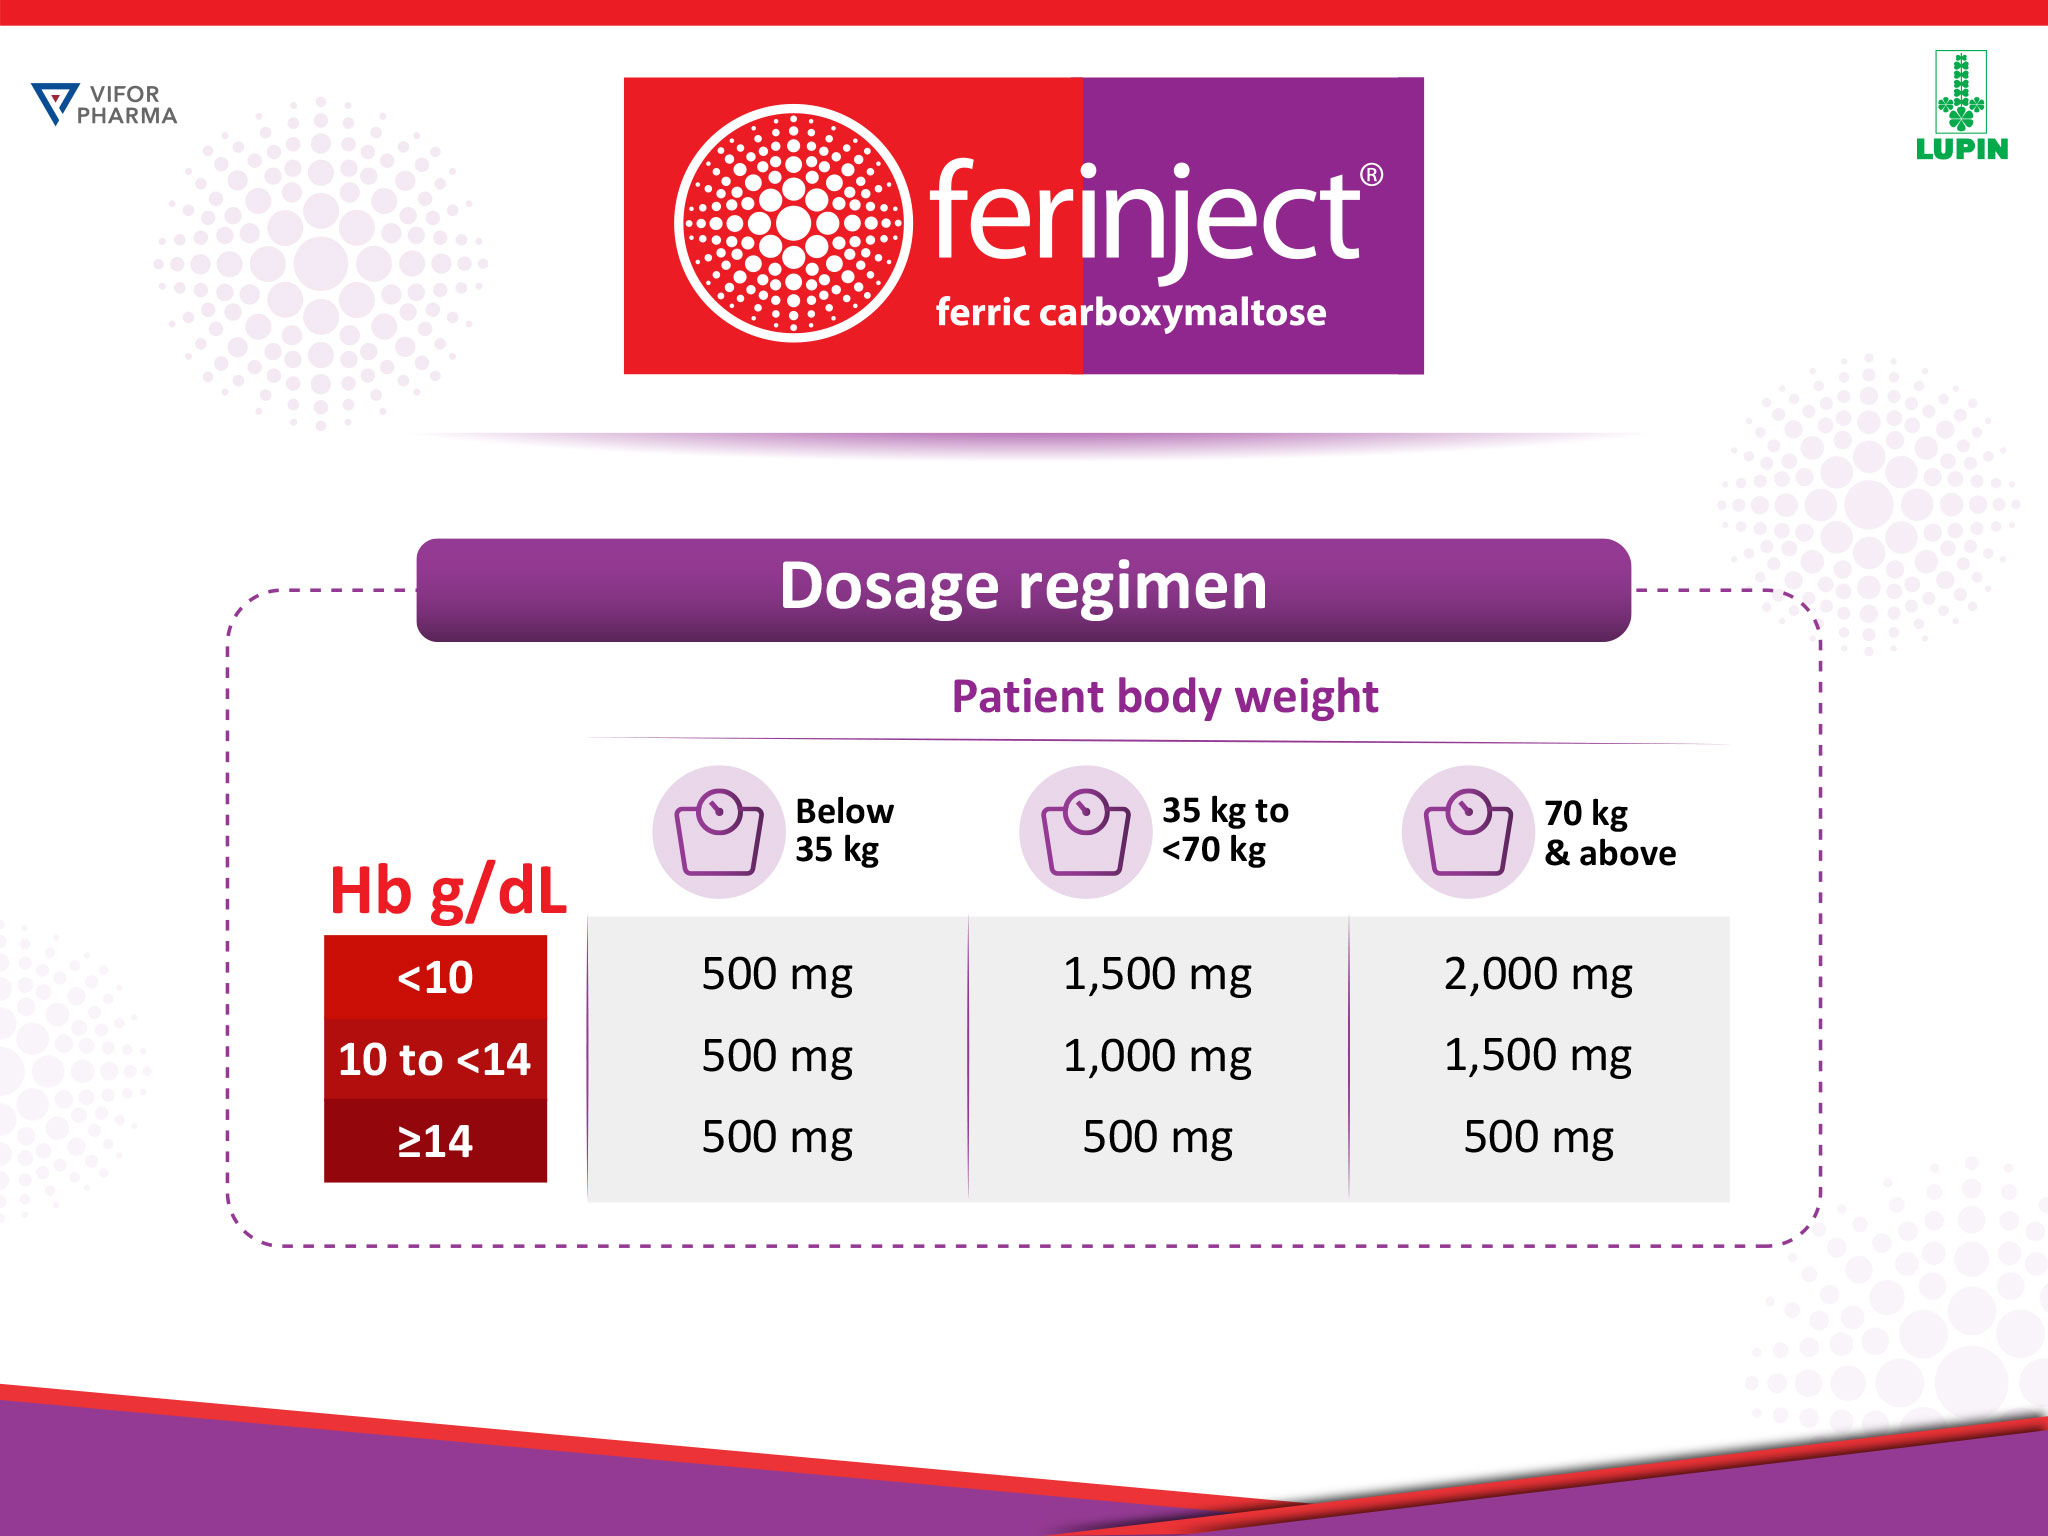 VIFOR
PHARMA
LUPIN
ferinject®
ferric carboxymaltose
Dosage regimen
Patient body weight
Below
35 kg
35 kg to
<70 kg
70 kg
& above
Hb g/dL
<10 500 mg 1,500 mg 2,000 mg
10 to <14 500 mg 1,000 mg 1,500 mg
≥14 500 mg 500 mg 500 mg